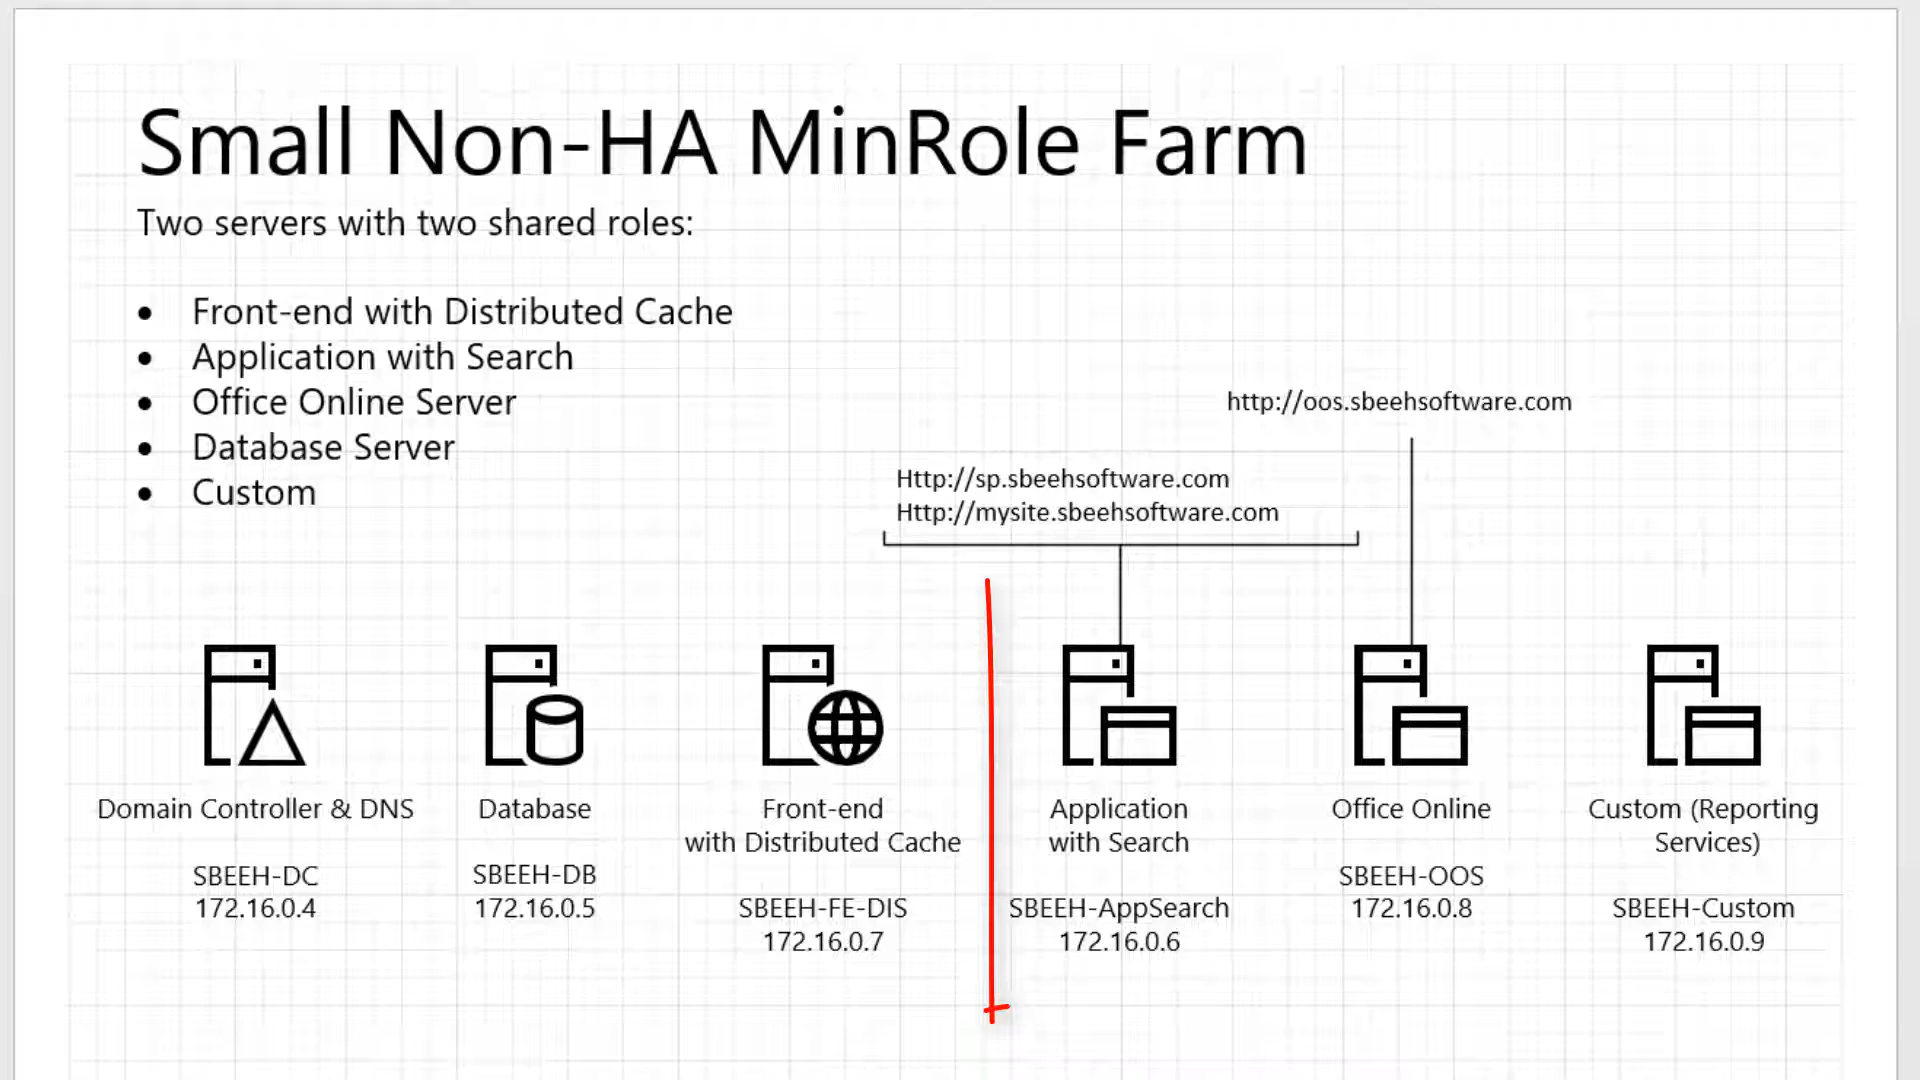 Small Non-HA MinRole Farm
Two servers with two shared roles:
• Front-end with Distributed Cache
• Application with Search
• Office Online Server
• Database Server
• Custom
http://oos.sbeehsoftware.com
Http://sp.sbeehsoftware.com
Http://mysite.sbeehsoftware.com
Domain Controller & DNS
SBEEH-DC
172.16.0.4
Database
SBEEH-DB
172.16.0.5
Front-end
with Distributed Cache
SBEEH-FE-DIS
172.16.0.7
Application
with Search
SBEEH-AppSearch
172.16.0.6
Office Online
SBEEH-OOS
172.16.0.8
Custom (Reporting
Services)
SBEEH-Custom
172.16.0.9